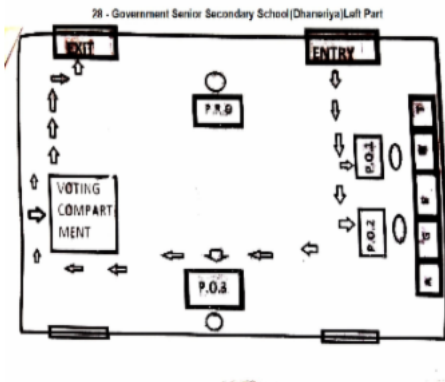 28 - Government Senior Secondary School(Dhaneriya)Left Part
EXIT
ENTRY
P.R.O
P.O.1
VOTING
COMPART
MENT
P.O.2
P.O.3